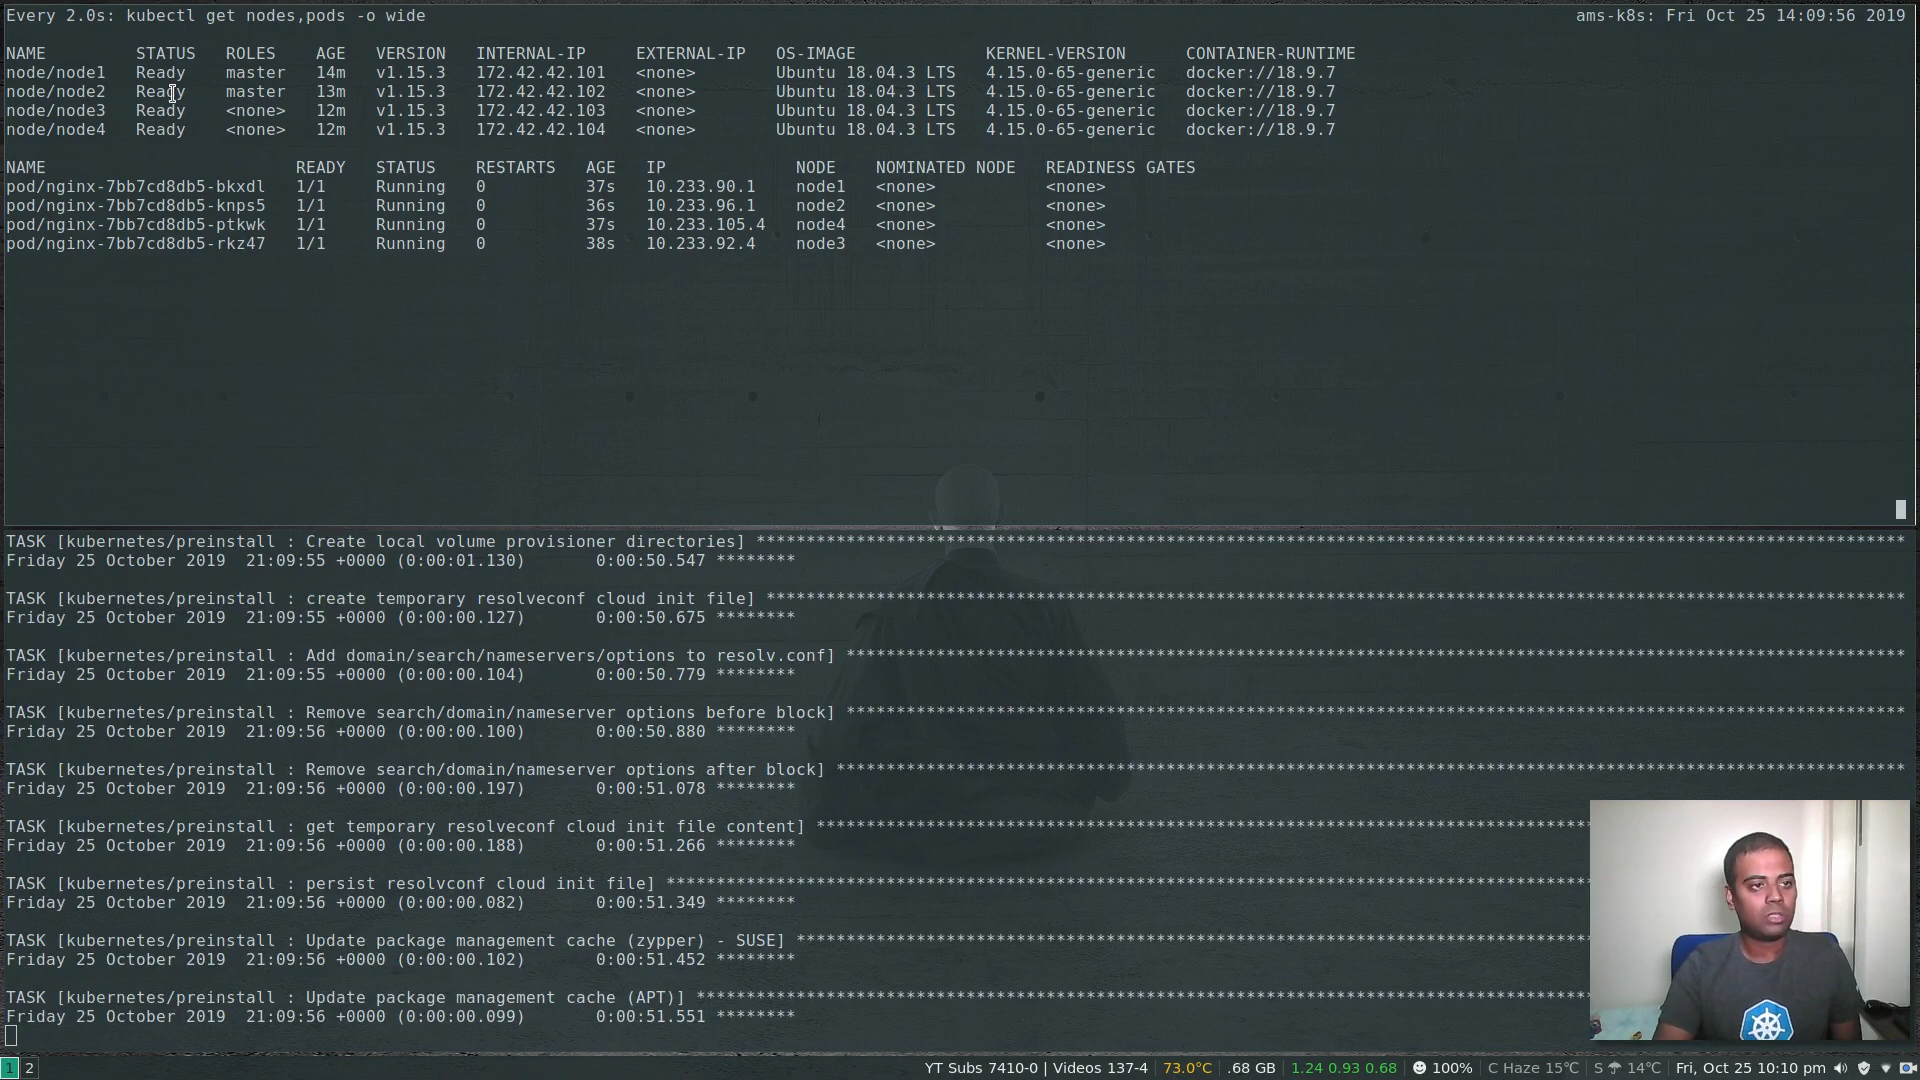 Every 2.0s: kubectl get nodes,pods -o wide ams-k8s: Fri Oct 25 14:09:56 2019
NAME STATUS ROLES AGE VERSION INTERNAL-IP EXTERNAL-IP OS-IMAGE KERNEL-VERSION CONTAINER-RUNTIME
node/node1 Ready master 14m v1.15.3 172.42.42.101 <none> Ubuntu 18.04.3 LTS 4.15.0-65-generic docker://18.9.7
node/node2 Ready master 13m v1.15.3 172.42.42.102 <none> Ubuntu 18.04.3 LTS 4.15.0-65-generic docker://18.9.7
node/node3 Ready <none> 12m v1.15.3 172.42.42.103 <none> Ubuntu 18.04.3 LTS 4.15.0-65-generic docker://18.9.7
node/node4 Ready <none> 12m v1.15.3 172.42.42.104 <none> Ubuntu 18.04.3 LTS 4.15.0-65-generic docker://18.9.7
NAME READY STATUS RESTARTS AGE IP NODE NOMINATED NODE READINESS GATES
pod/nginx-7bb7cd8db5-bkxdl 1/1 Running 0 37s 10.233.90.1 node1 <none> <none>
pod/nginx-7bb7cd8db5-knps5 1/1 Running 0 36s 10.233.96.1 node2 <none> <none>
pod/nginx-7bb7cd8db5-ptkwk 1/1 Running 0 37s 10.233.105.4 node4 <none> <none>
pod/nginx-7bb7cd8db5-rkz47 1/1 Running 0 38s 10.233.92.4 node3 <none> <none>
TASK [kubernetes/preinstall : Create local volume provisioner directories] *******************************************************************************************************************
Friday 25 October 2019 21:09:55 +0000 (0:00:01.130) 0:00:50.547 ********
TASK [kubernetes/preinstall : create temporary resolveconf cloud init file] ******************************************************************************************************************
Friday 25 October 2019 21:09:55 +0000 (0:00:00.127) 0:00:50.675 ********
TASK [kubernetes/preinstall : Add domain/search/nameservers/options to resolv.conf] **********************************************************************************************************
Friday 25 October 2019 21:09:55 +0000 (0:00:00.104) 0:00:50.779 ********
TASK [kubernetes/preinstall : Remove search/domain/nameserver options before block] **********************************************************************************************************
Friday 25 October 2019 21:09:56 +0000 (0:00:00.100) 0:00:50.880 ********
TASK [kubernetes/preinstall : Remove search/domain/nameserver options after block] ***********************************************************************************************************
Friday 25 October 2019 21:09:56 +0000 (0:00:00.197) 0:00:51.078 ********
TASK [kubernetes/preinstall : get temporary resolveconf cloud init file content] ******************************************************************************
Friday 25 October 2019 21:09:56 +0000 (0:00:00.188) 0:00:51.266 ********
TASK [kubernetes/preinstall : persist resolvconf cloud init file] *********************************************************************************************
Friday 25 October 2019 21:09:56 +0000 (0:00:00.082) 0:00:51.349 ********
TASK [kubernetes/preinstall : Update package management cache (zypper) - SUSE] ********************************************************************************
Friday 25 October 2019 21:09:56 +0000 (0:00:00.102) 0:00:51.452 ********
TASK [kubernetes/preinstall : Update package management cache (APT)] ******************************************************************************************
Friday 25 October 2019 21:09:56 +0000 (0:00:00.099) 0:00:51.551 ********
1 2 YT Subs 7410-0 | Videos 137-4 73.0°C .68 GB 1.24 0.93 0.68 100% C Haze 15°C S 14°C Fri, Oct 25 10:10 pm